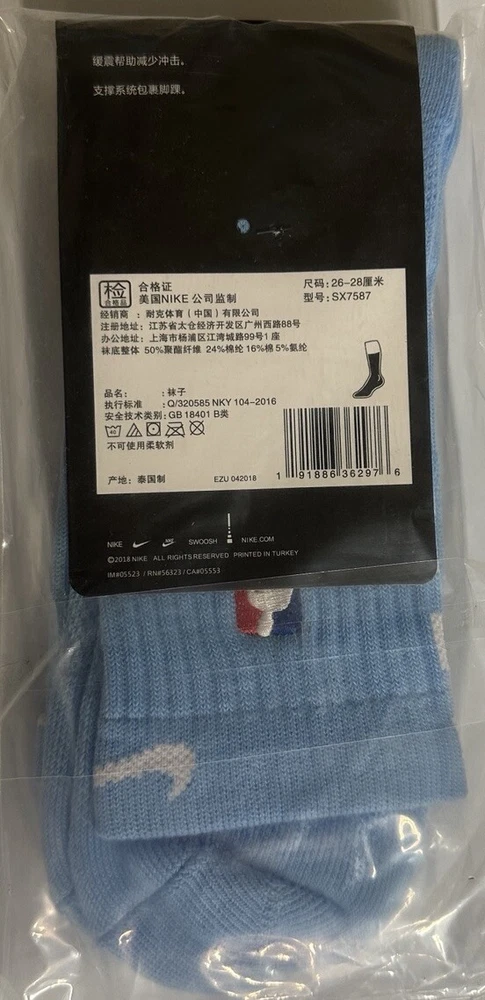 缓震帮助减少冲击。
支撑系统包裹脚踝。
检 合格品
合格证
美国NIKE 公司监制
尺码: 26-28厘米
型号: SX7587
经销商 : 耐克体育（中国）有限公司
注册地址: 江苏省太仓经济开发区广州西路88号
办公地址: 上海市杨浦区江湾城路99号1 座
袜底整体 50%聚酯纤维 24%棉纶 16%棉 5%氨纶
品名: : 袜子
执行标准 : Q/320585 NKY 104-2016
安全技术类别: GB 18401 B类
40
不可使用柔软剂
产地: 泰国制
EZU 042018
1 91886 36297 6
NIKE SWOOSH NIKE.COM
©2018 NIKE ALL RIGHTS RESERVED PRINTED IN TURKEY
IM#05523 / RN#56323 / CA#05553